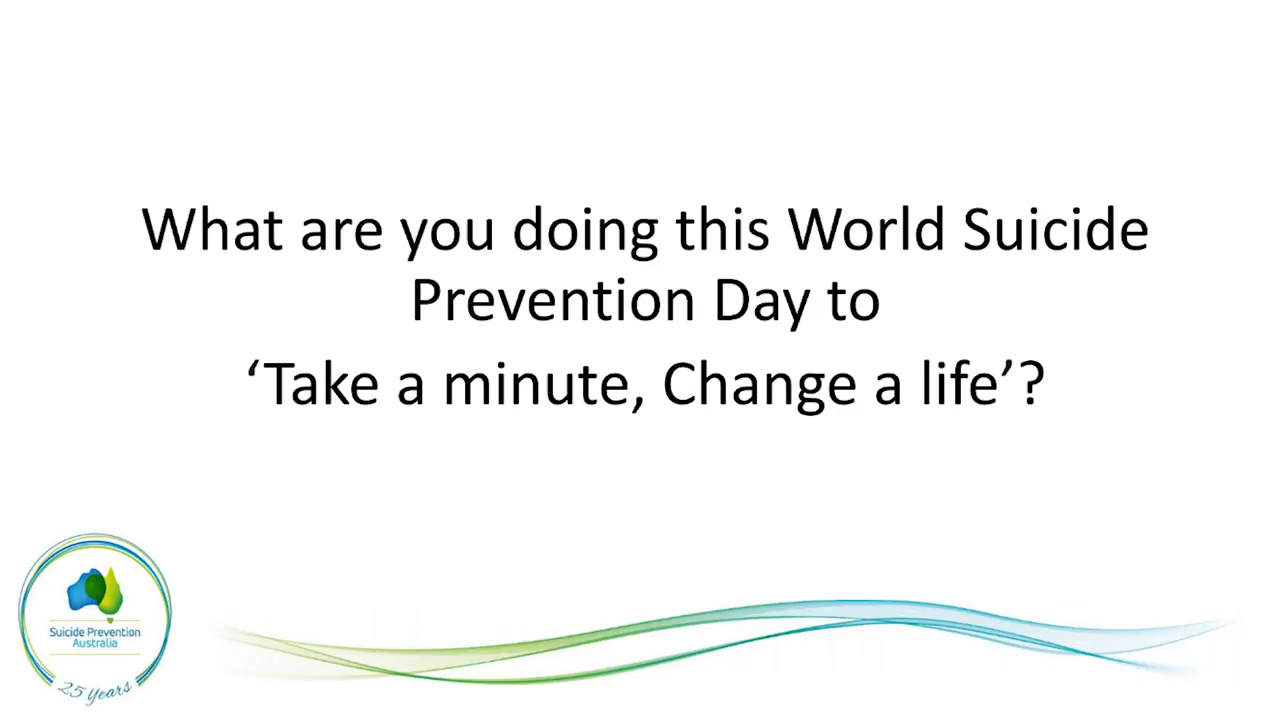 What are you doing this World Suicide
Prevention Day to
‘Take a minute, Change a life’?
Suicide Prevention
Australia
25 Years